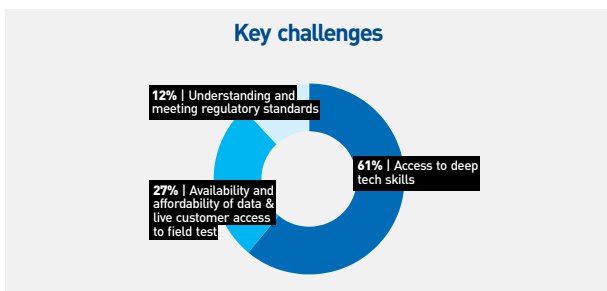 Key challenges
12% | Understanding and
meeting regulatory standards
61% | Access to deep
tech skills
27% | Availability and
affordability of data &
live customer access
to field test